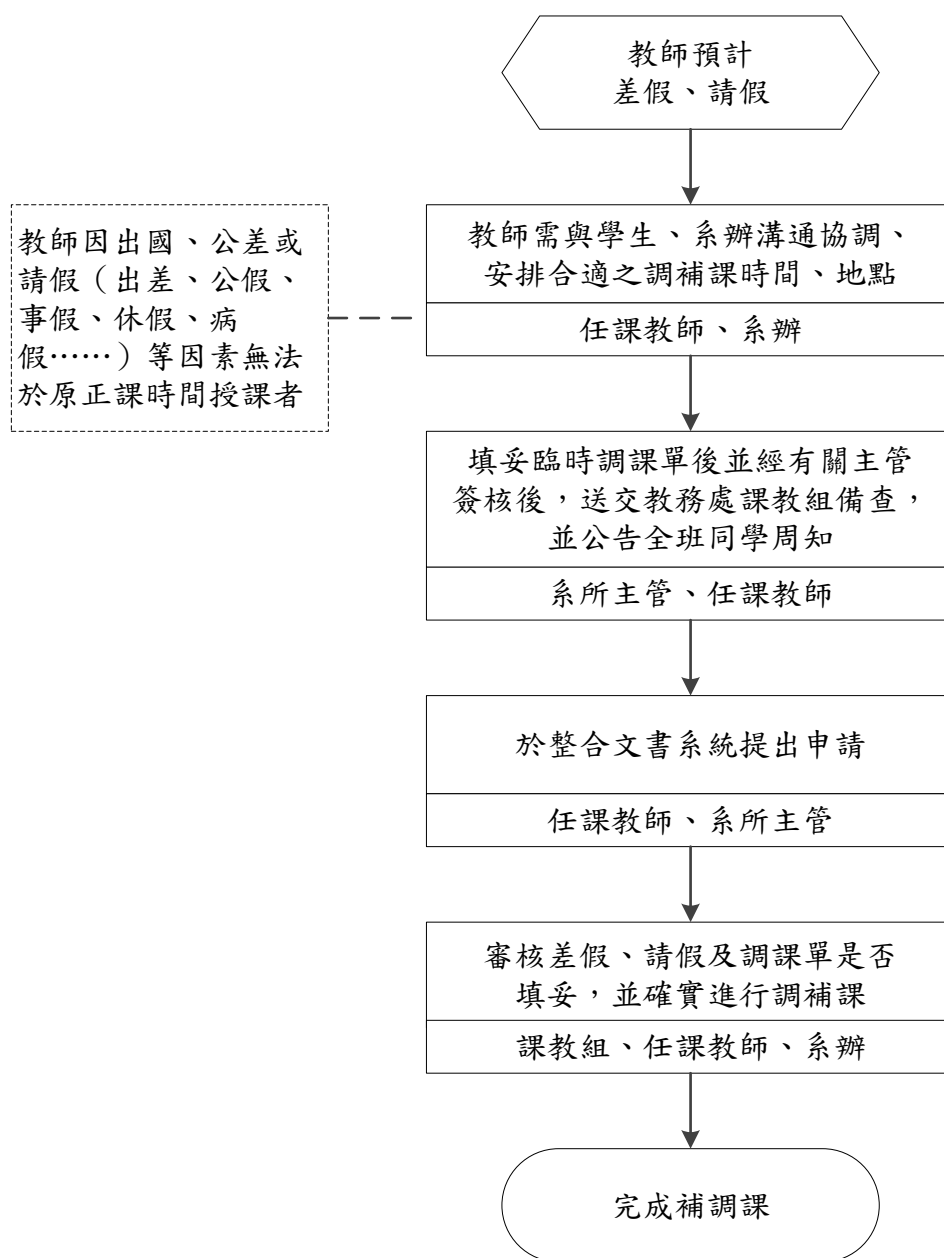 教師預計
差假、請假
教師因出國、公差或
請假（出差、公假、
事假、休假、病
假……）等因素無法
於原正課時間授課者
教師需與學生、系辦溝通協調、
安排合適之調補課時間、地點
任課教師、系辦
填妥臨時調課單後並經有關主管
簽核後，送交教務處課教組備查，
並公告全班同學周知
系所主管、任課教師
於整合文書系統提出申請
任課教師、系所主管
審核差假、請假及調課單是否
填妥，並確實進行調補課
課教組、任課教師、系辦
完成補調課